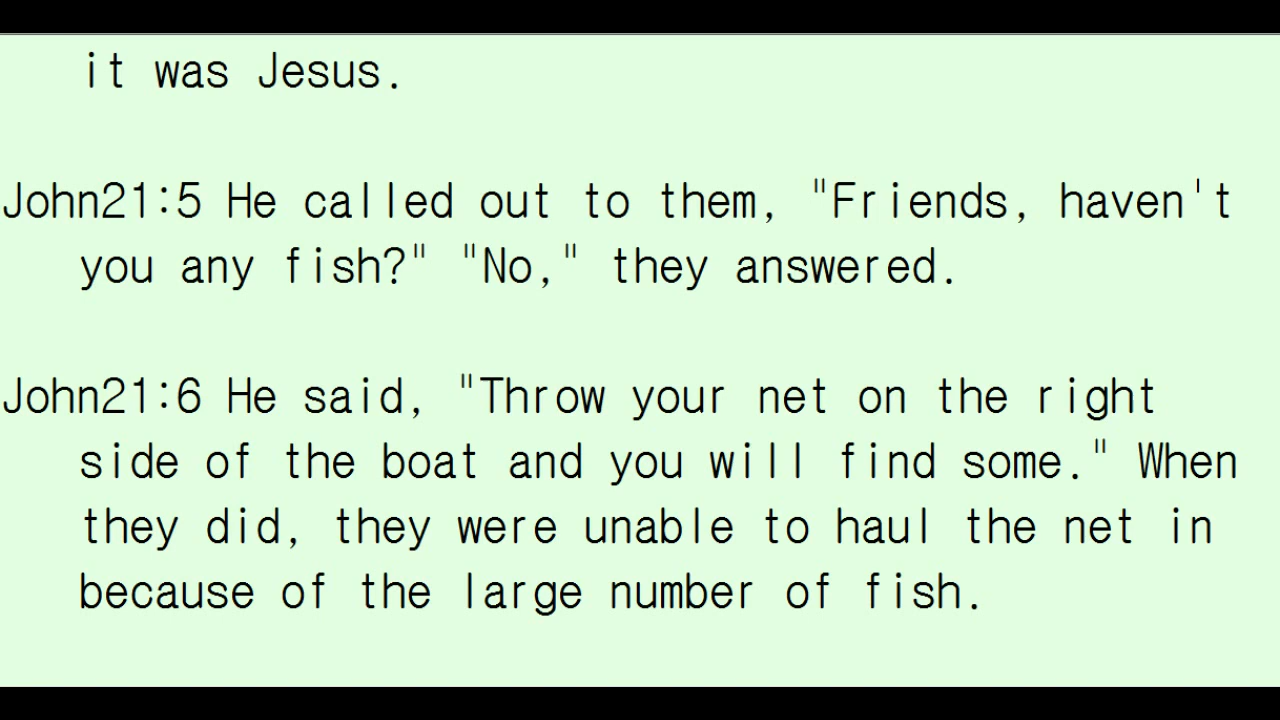 it was Jesus.
John21:5 He called out to them, "Friends, haven't
you any fish?" "No," they answered.
John21:6 He said, "Throw your net on the right
side of the boat and you will find some." When
they did, they were unable to haul the net in
because of the large number of fish.